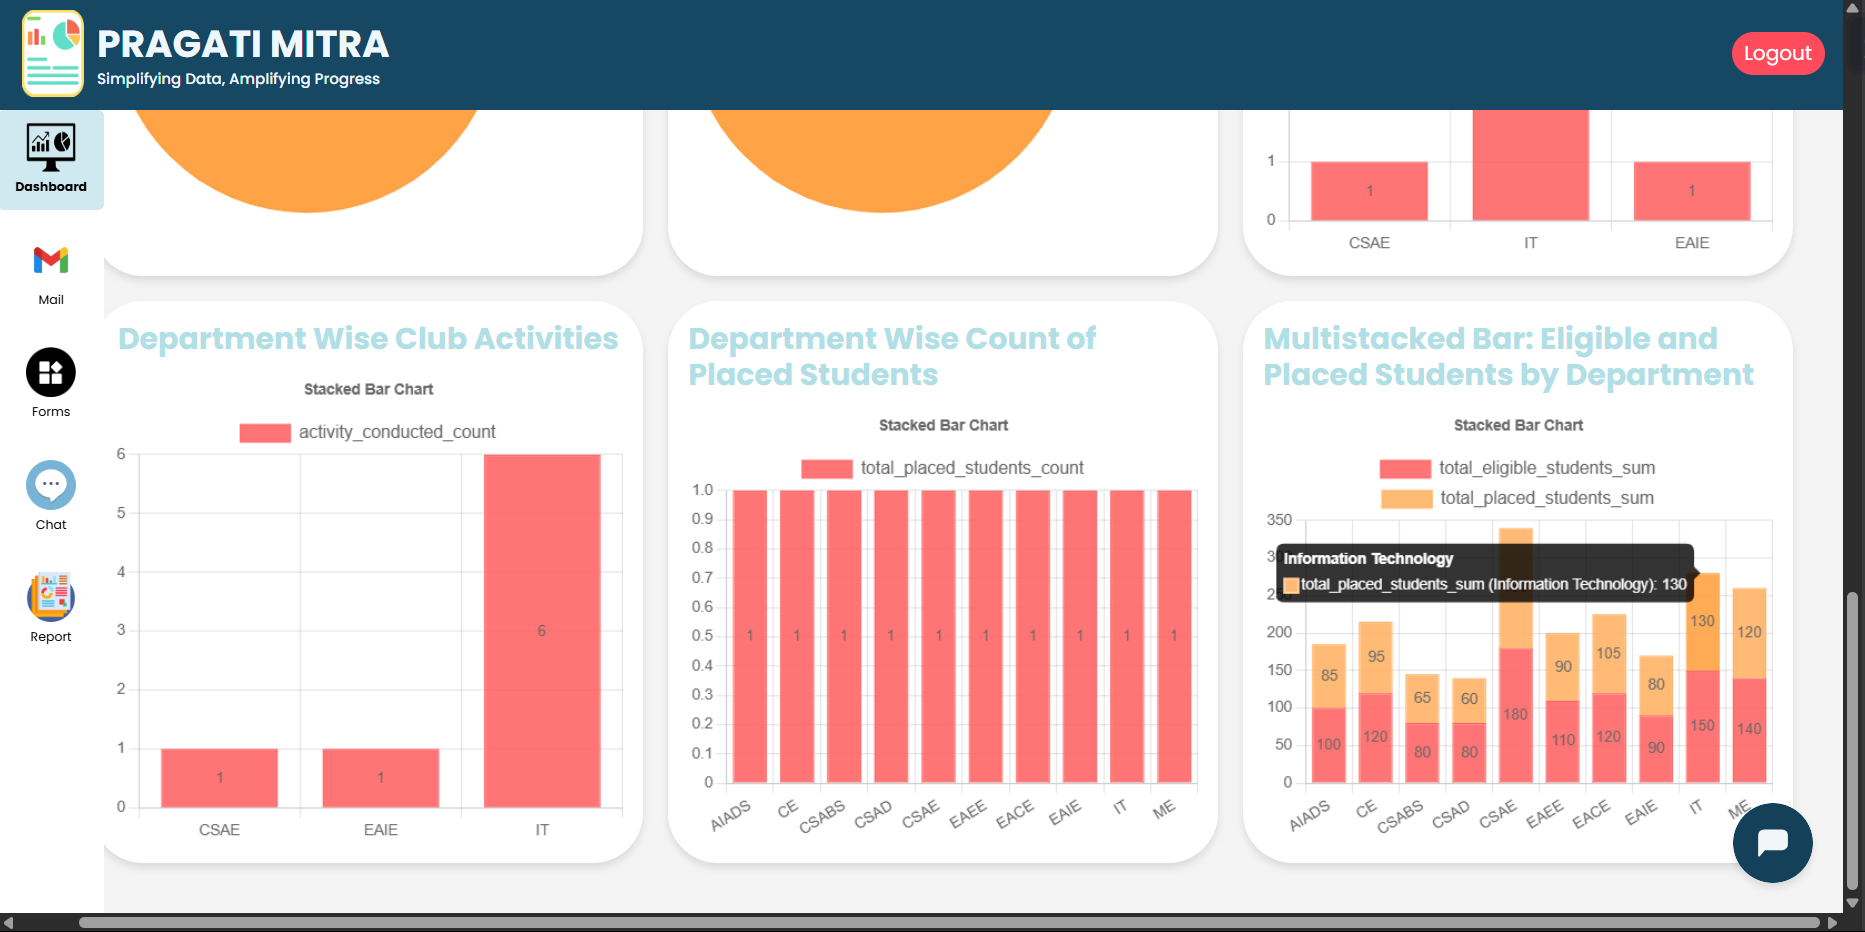 PRAGATI MITRA
Simplifying Data, Amplifying Progress
Logout
Dashboard
Mail
Forms
Chat
Report
1
0
1
1
CSAE
IT
EAIE
Department Wise Club Activities
Stacked Bar Chart
activity_conducted_count
6
5
4
3
2
1
0
1
1
6
CSAE
EAIE
IT
Department Wise Count of
Placed Students
Stacked Bar Chart
total_placed_students_count
1.0
0.9
0.8
0.7
0.6
0.5
0.4
0.3
0.2
0.1
0
1
1
1
1
1
1
1
1
1
1
AIADS
CE
CSABS
CSAD
CSAE
EAEE
EACE
EAIE
IT
ME
Multistacked Bar: Eligible and
Placed Students by Department
Stacked Bar Chart
total_eligible_students_sum
total_placed_students_sum
350
Information Technology
total_placed_students_sum (Information Technology): 130
200
150
100
50
0
85
95
65
60
90
105
80
130
120
100
120
80
80
180
110
120
90
150
140
AIADS
CE
CSABS
CSAD
CSAE
EAEE
EACE
EAIE
IT
ME